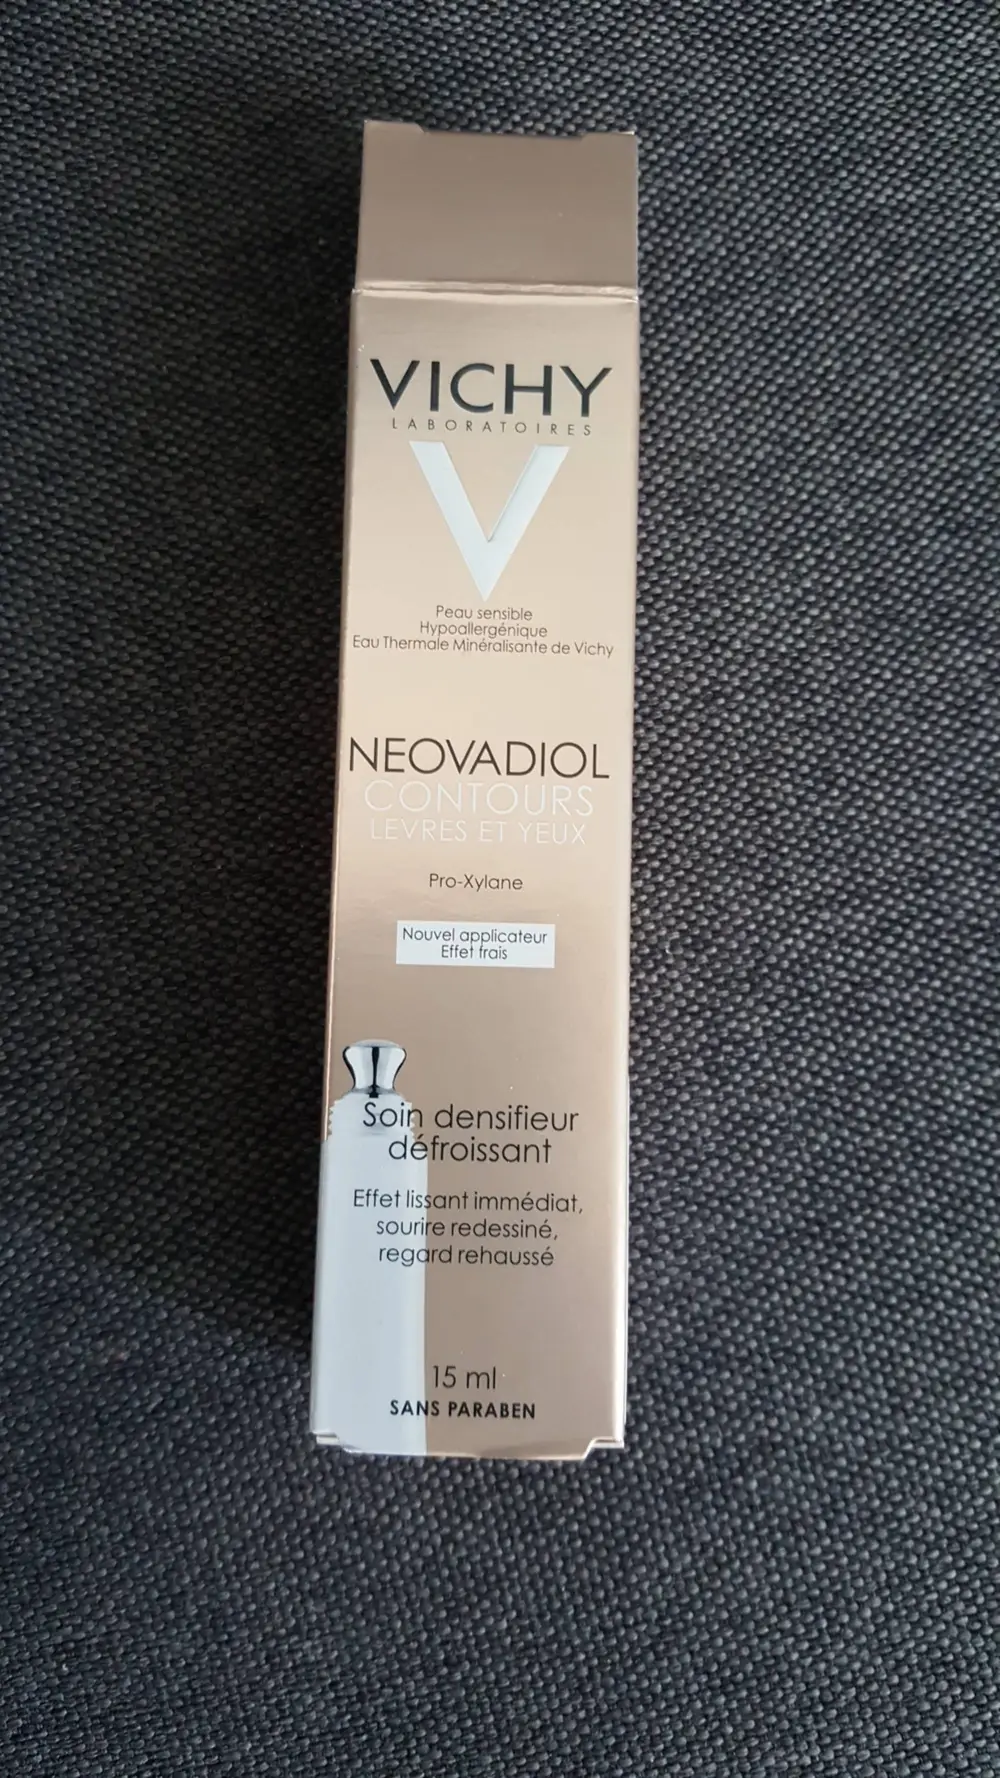 VICHY
LABORATOIRES
V
Peau sensible
Hypoallergénique
Eau Thermale Minéralisante de Vichy
NEOVADIOL
CONTOURS
LEVRES ET YEUX
Pro-Xylane
Nouvel applicateur
Effet frais
Soin densifieur
défroissant
Effet lissant immédiat,
sourire redessiné,
regard rehaussé
15 ml
SANS PARABEN